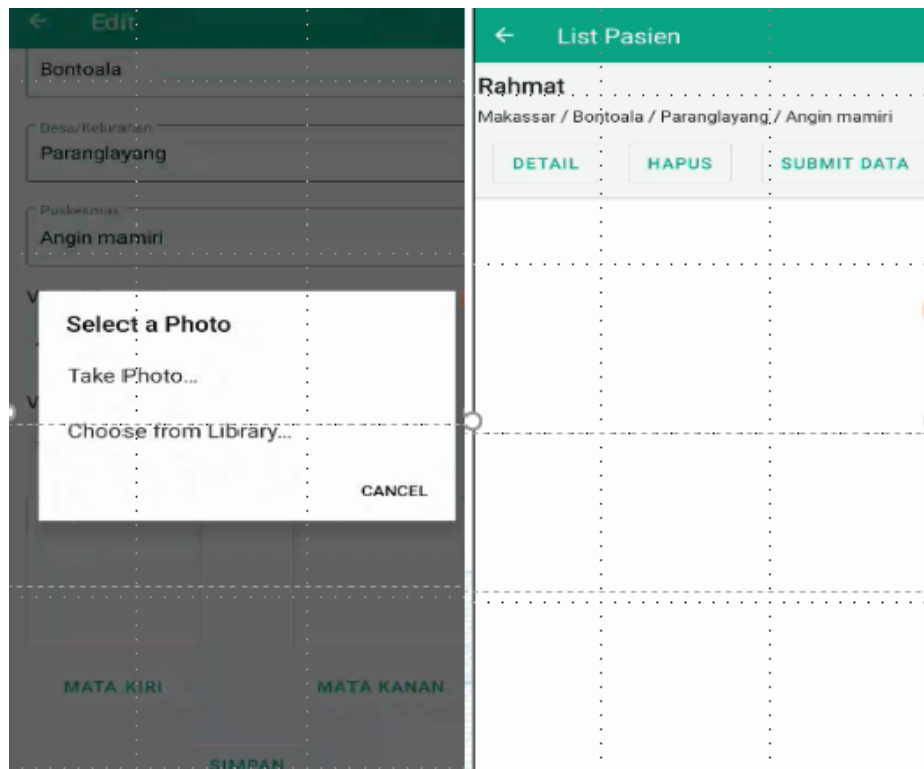 Edit
Bontoala
Desa/Kelurahan
Paranglayang
Puskesmas
Angin mamiri
V
Select a Photo
Take Photo...
V
Choose from Library...
CANCEL
MATA KIRI
MATA KANAN
SIMPAN
List Pasien
Rahmat
Makassar / Bontoala / Paranglayang / Angin mamiri
DETAIL
HAPUS
SUBMIT DATA